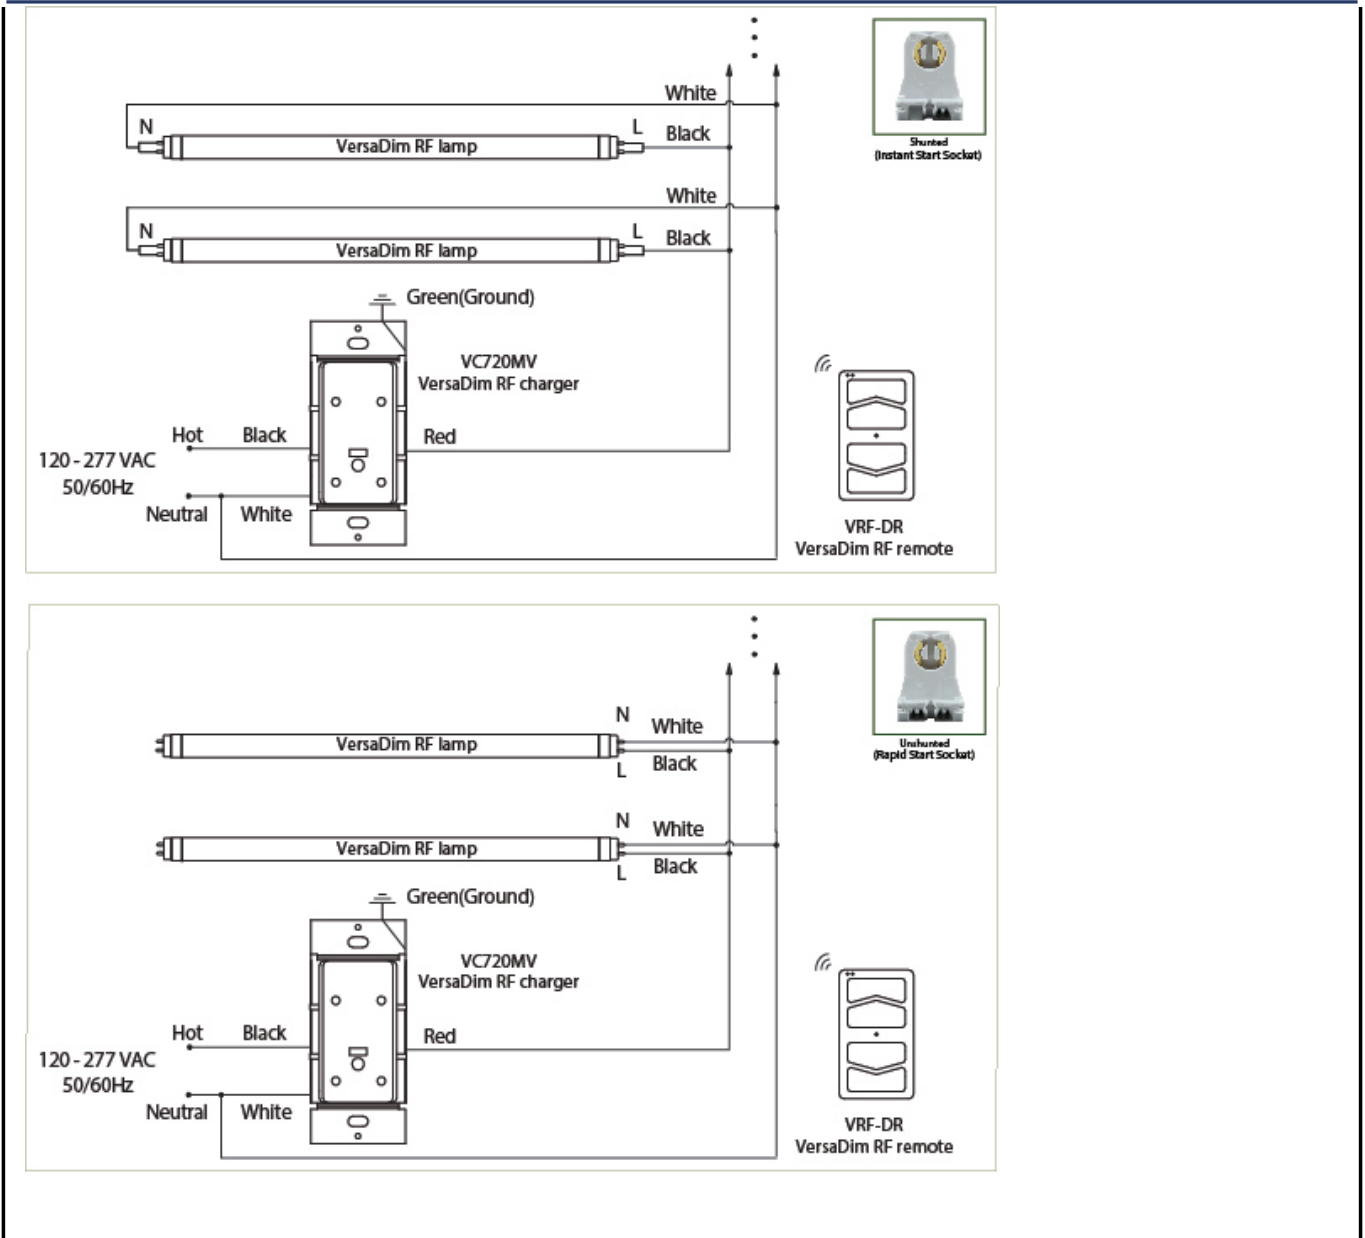 White
N
L
Black
VersaDim RF lamp
Shunted
(Instant Start Socket)
White
N
L
Black
VersaDim RF lamp
Green(Ground)
VC720MV
VersaDim RF charger
Hot
Black
Red
120 - 277 VAC
50/60Hz
Neutral
White
VRF-DR
VersaDim RF remote
N
White
VersaDim RF lamp
L
Black
Unshunted
(Rapid Start Socket)
N
White
VersaDim RF lamp
L
Black
Green(Ground)
VC720MV
VersaDim RF charger
Hot
Black
Red
120 - 277 VAC
50/60Hz
Neutral
White
VRF-DR
VersaDim RF remote